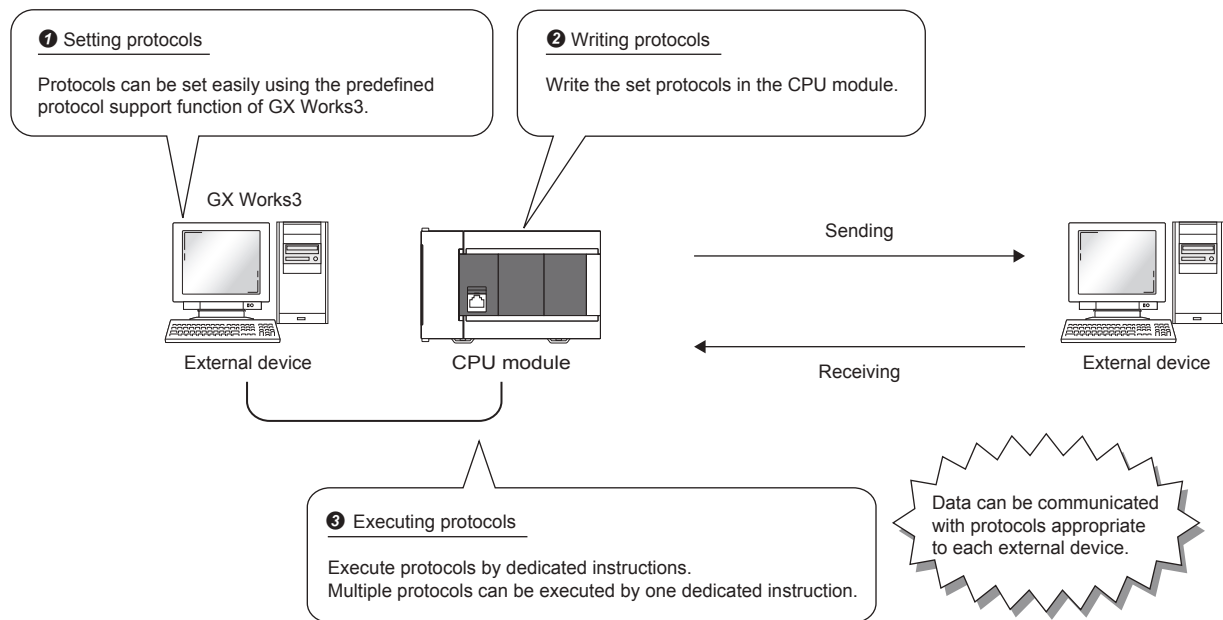 ❶ Setting protocols
Protocols can be set easily using the predefined
protocol support function of GX Works3.
❷ Writing protocols
Write the set protocols in the CPU module.
GX Works3
External device
CPU module
Sending
Receiving
External device
❸ Executing protocols
Execute protocols by dedicated instructions.
Multiple protocols can be executed by one dedicated instruction.
Data can be communicated
with protocols appropriate
to each external device.